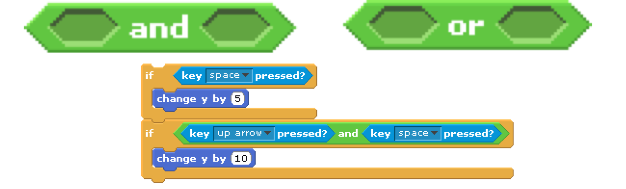 and or
if key space pressed?
change y by 5
if key up arrow pressed? and key space pressed?
change y by 10